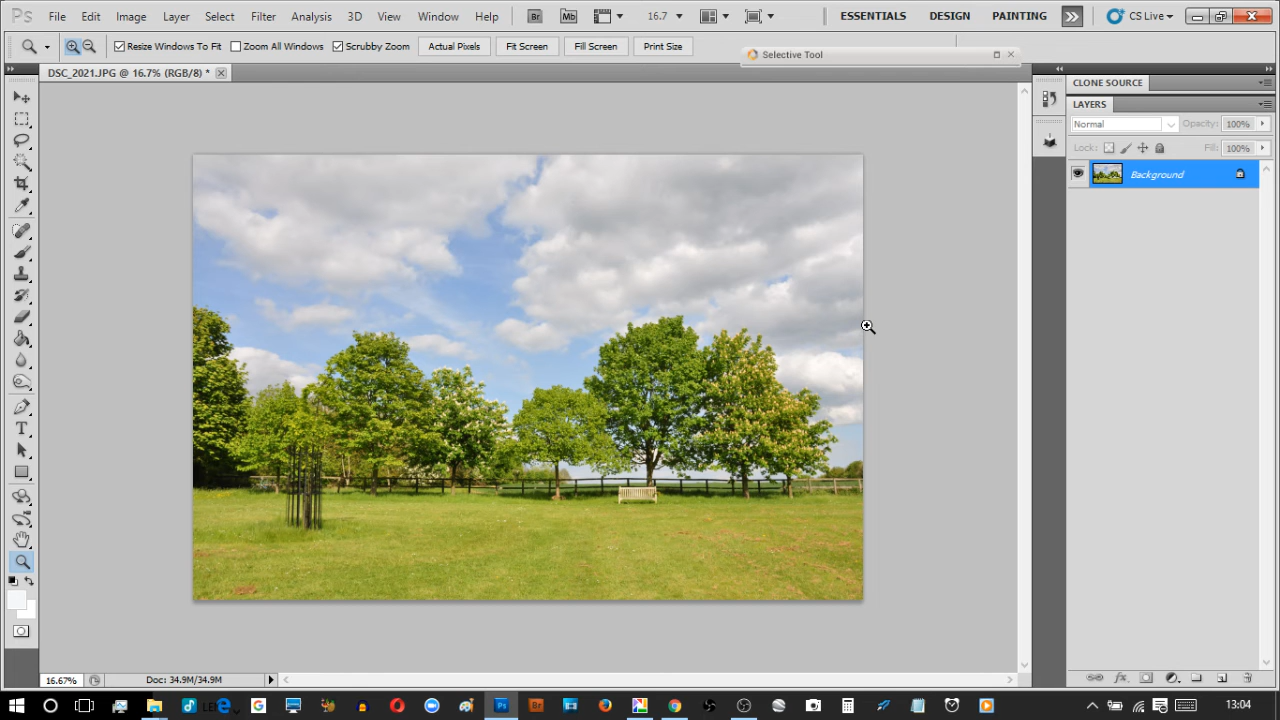 Ps File Edit Image Layer Select Filter Analysis 3D View Window Help Br Mb 16.7 ESSENTIALS DESIGN PAINTING CS Live
Resize Windows To Fit Zoom All Windows Scrubby Zoom Actual Pixels Fit Screen Fill Screen Print Size Selective Tool
DSC_2021.JPG @ 16.7% (RGB/8) *
CLONE SOURCE
LAYERS
Normal Opacity: 100%
Lock: Fill: 100%
Background
16.67% Doc: 34.9M/34.9M
Ps Br 13:04